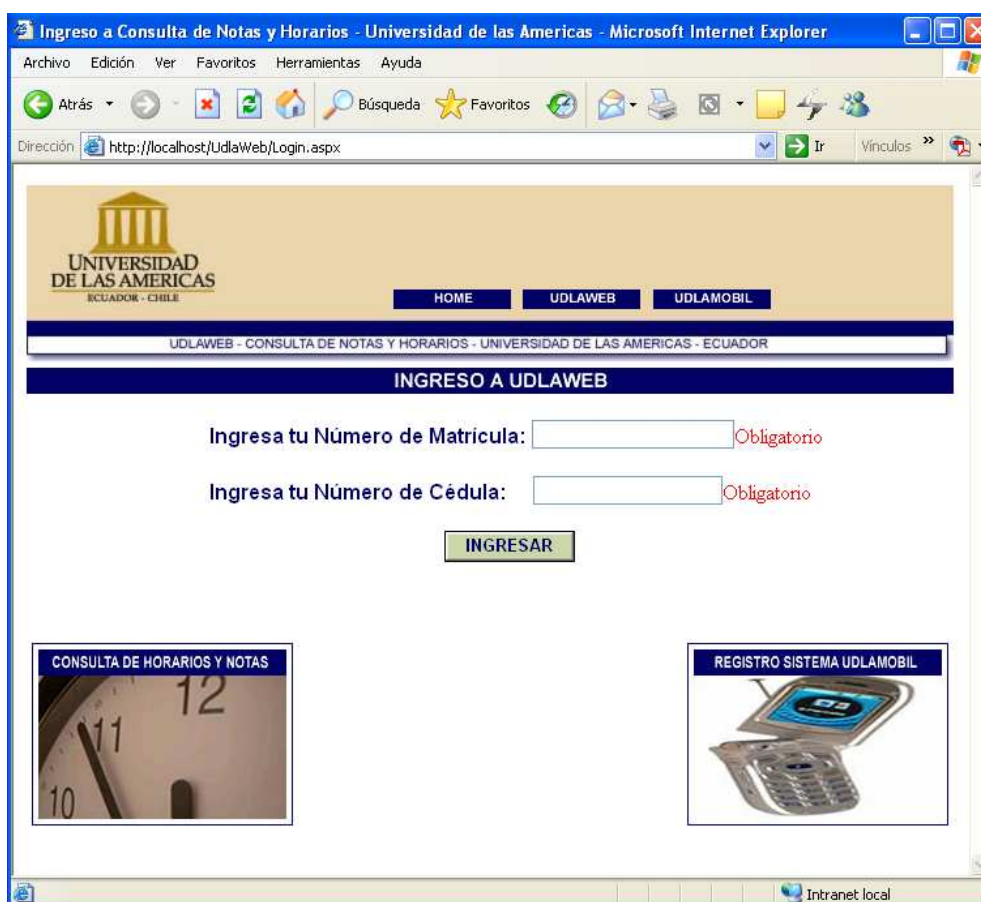 Ingreso a Consulta de Notas y Horarios - Universidad de las Americas - Microsoft Internet Explorer
Archivo Edición Ver Favoritos Herramientas Ayuda
Atrás Búsqueda Favoritos
Dirección http://localhost/UdlaWeb/Login.aspx Ir Vínculos »
UNIVERSIDAD
DE LAS AMERICAS
ECUADOR - CHILE
HOME UDLAWEB UDLAMOBIL
UDLAWEB - CONSULTA DE NOTAS Y HORARIOS - UNIVERSIDAD DE LAS AMERICAS - ECUADOR
INGRESO A UDLAWEB
Ingresa tu Número de Matrícula: Obligatorio
Ingresa tu Número de Cédula: Obligatorio
INGRESAR
CONSULTA DE HORARIOS Y NOTAS
12
11
10
REGISTRO SISTEMA UDLAMOBIL
Intranet local